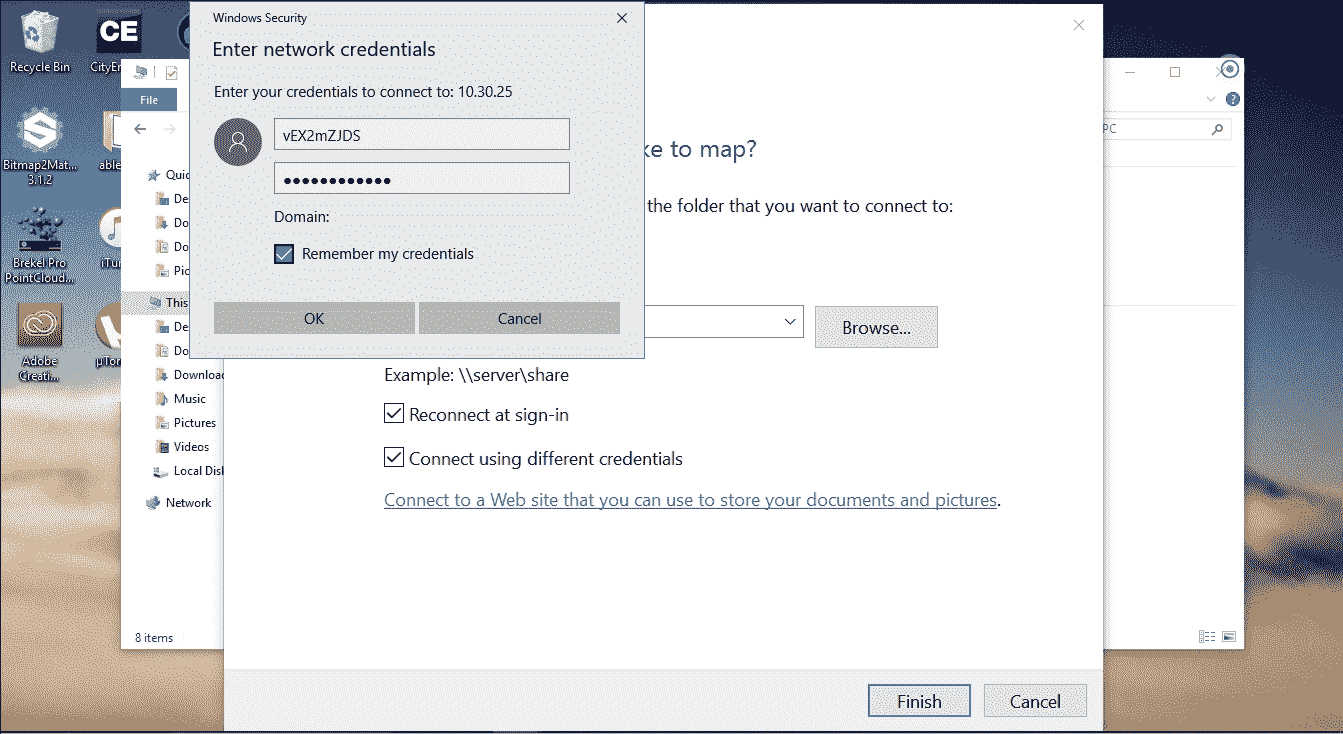 Recycle Bin
CityEn
Bitmap2Mat...
3.1.2
able
Brekel Pro
PointCloud...
iTun
Adobe
Creati...
µTor
File
Quic
De
Do
Do
Pic
This
De
Do
Download
Music
Pictures
Videos
Local Disk
Network
8 items
Windows Security
Enter network credentials
Enter your credentials to connect to: 10.30.25
vEX2mZJDS
Domain:
Remember my credentials
OK
Cancel
ke to map?
the folder that you want to connect to:
Browse...
Example: \\server\share
Reconnect at sign-in
Connect using different credentials
Connect to a Web site that you can use to store your documents and pictures.
Finish
Cancel
PC
CE